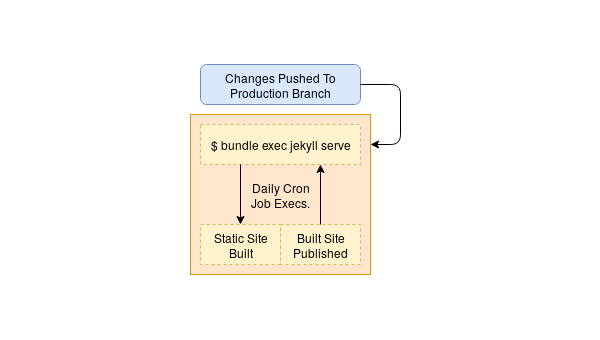 Changes Pushed To
Production Branch
$ bundle exec jekyll serve
Daily Cron
Job Execs.
Static Site
Built
Built Site
Published